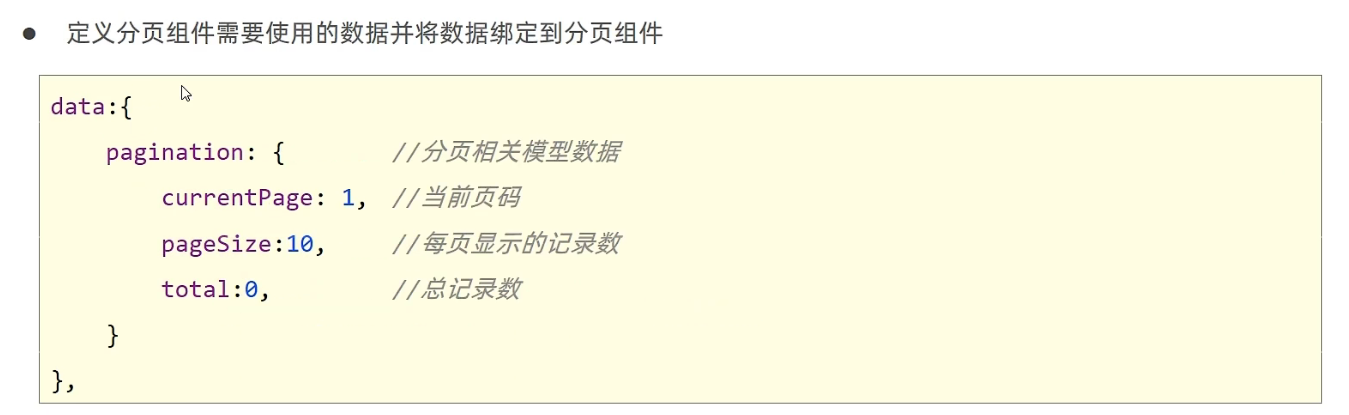 ● 定义分页组件需要使用的数据并将数据绑定到分页组件
data:{
    pagination: {        //分页相关模型数据
        currentPage: 1,  //当前页码
        pageSize:10,     //每页显示的记录数
        total:0,         //总记录数
    }
},